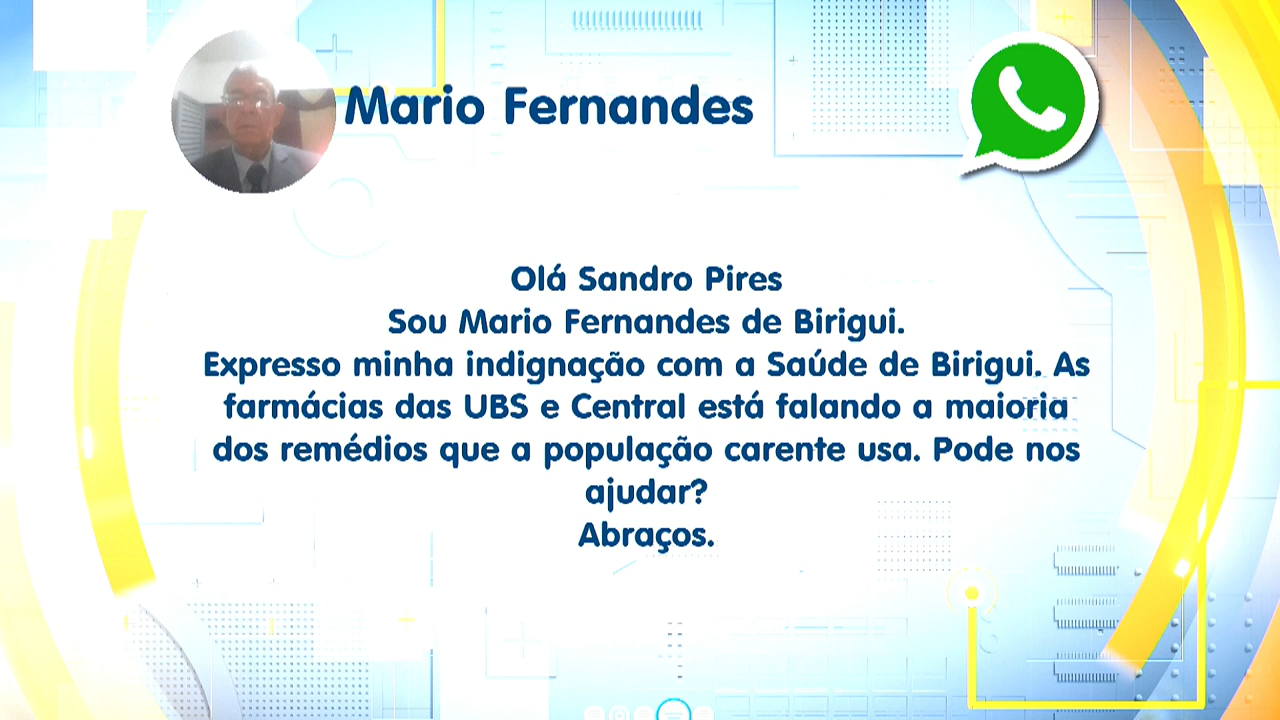 Mario Fernandes
Olá Sandro Pires
Sou Mario Fernandes de Birigui.
Expresso minha indignação com a Saúde de Birigui. As
farmácias das UBS e Central está falando a maioria
dos remédios que a população carente usa. Pode nos
ajudar?
Abraços.